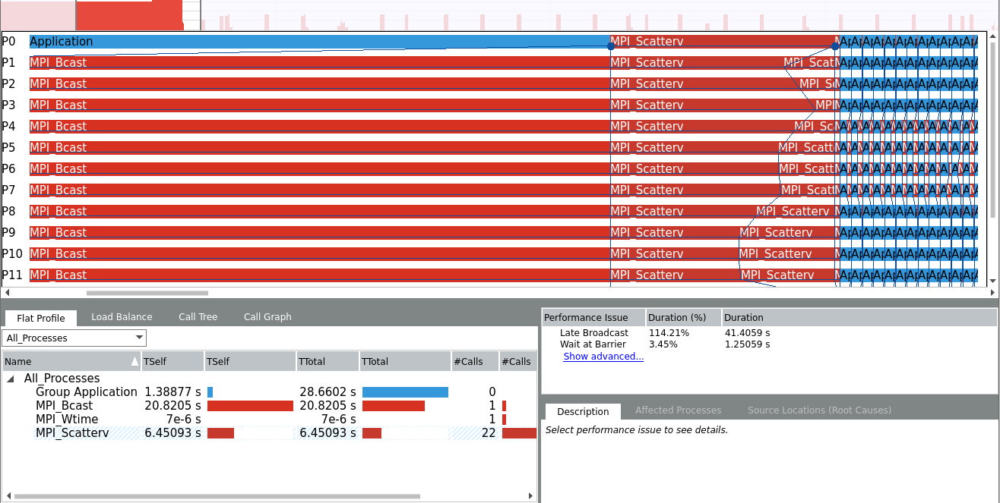 P0 Application MPI_Scatterv
P1 MPI_Bcast MPI_Scatterv MPI_Scat
P2 MPI_Bcast MPI_Scatterv MPI_S
P3 MPI_Bcast MPI_Scatterv MPI
P4 MPI_Bcast MPI_Scatterv MPI_Sc
P5 MPI_Bcast MPI_Scatterv MPI_Scatt
P6 MPI_Bcast MPI_Scatterv MPI_Scatt
P7 MPI_Bcast MPI_Scatterv MPI_Scatt
P8 MPI_Bcast MPI_Scatterv MPI_Scatterv
P9 MPI_Bcast MPI_Scatterv MPI_Scatterv
P10 MPI_Bcast MPI_Scatterv MPI_Scatterv
P11 MPI_Bcast MPI_Scatterv MPI_Scatterv
Flat Profile Load Balance Call Tree Call Graph
All_Processes
Name TSelf TSelf TTotal TTotal #Calls #Calls
All_Processes
Group Application 1.38877 s 28.6602 s 0
MPI_Bcast 20.8205 s 20.8205 s 1
MPI_Wtime 7e-6 s 7e-6 s 1
MPI_Scatterv 6.45093 s 6.45093 s 22
Performance Issue Duration (%) Duration
Late Broadcast 114.21% 41.4059 s
Wait at Barrier 3.45% 1.25059 s
Show advanced...
Description Affected Processes Source Locations (Root Causes)
Select performance issue to see details.